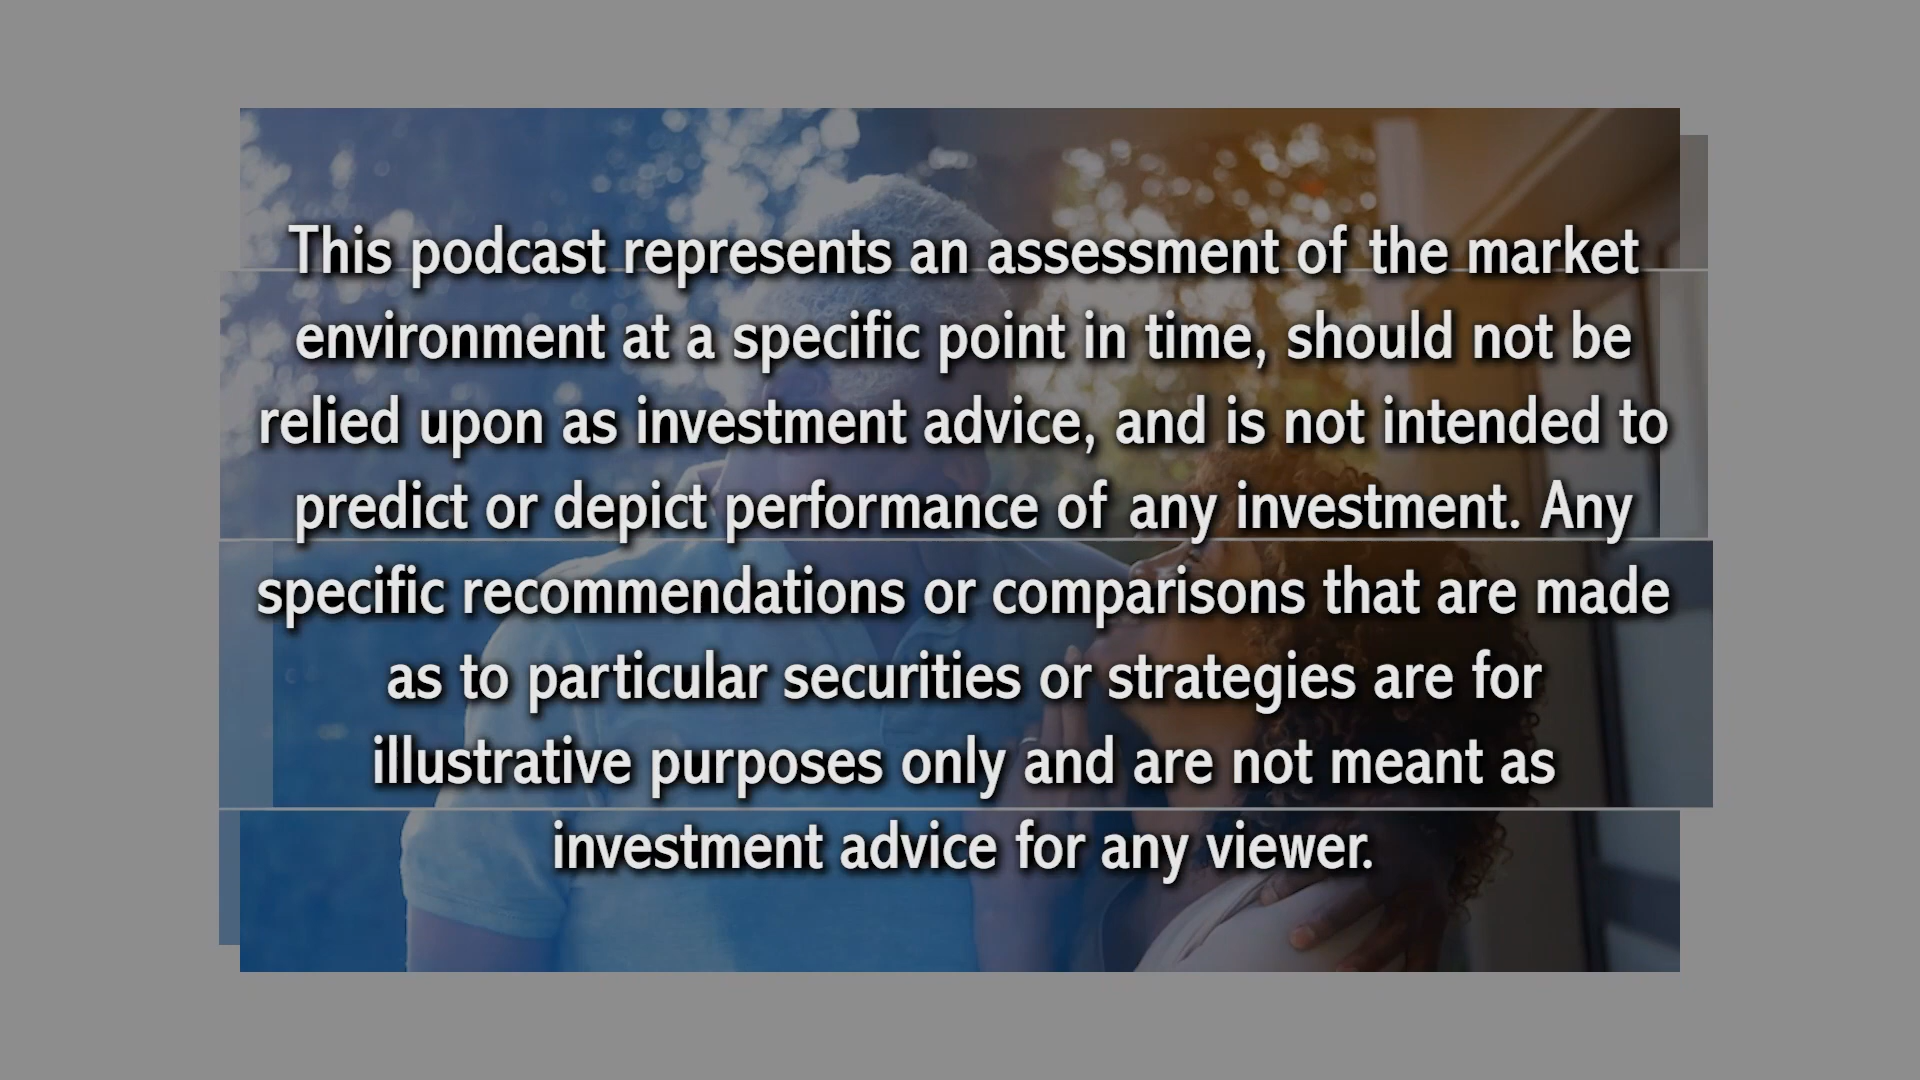 This podcast represents an assessment of the market
environment at a specific point in time, should not be
relied upon as investment advice, and is not intended to
predict or depict performance of any investment. Any
specific recommendations or comparisons that are made
as to particular securities or strategies are for
illustrative purposes only and are not meant as
investment advice for any viewer.